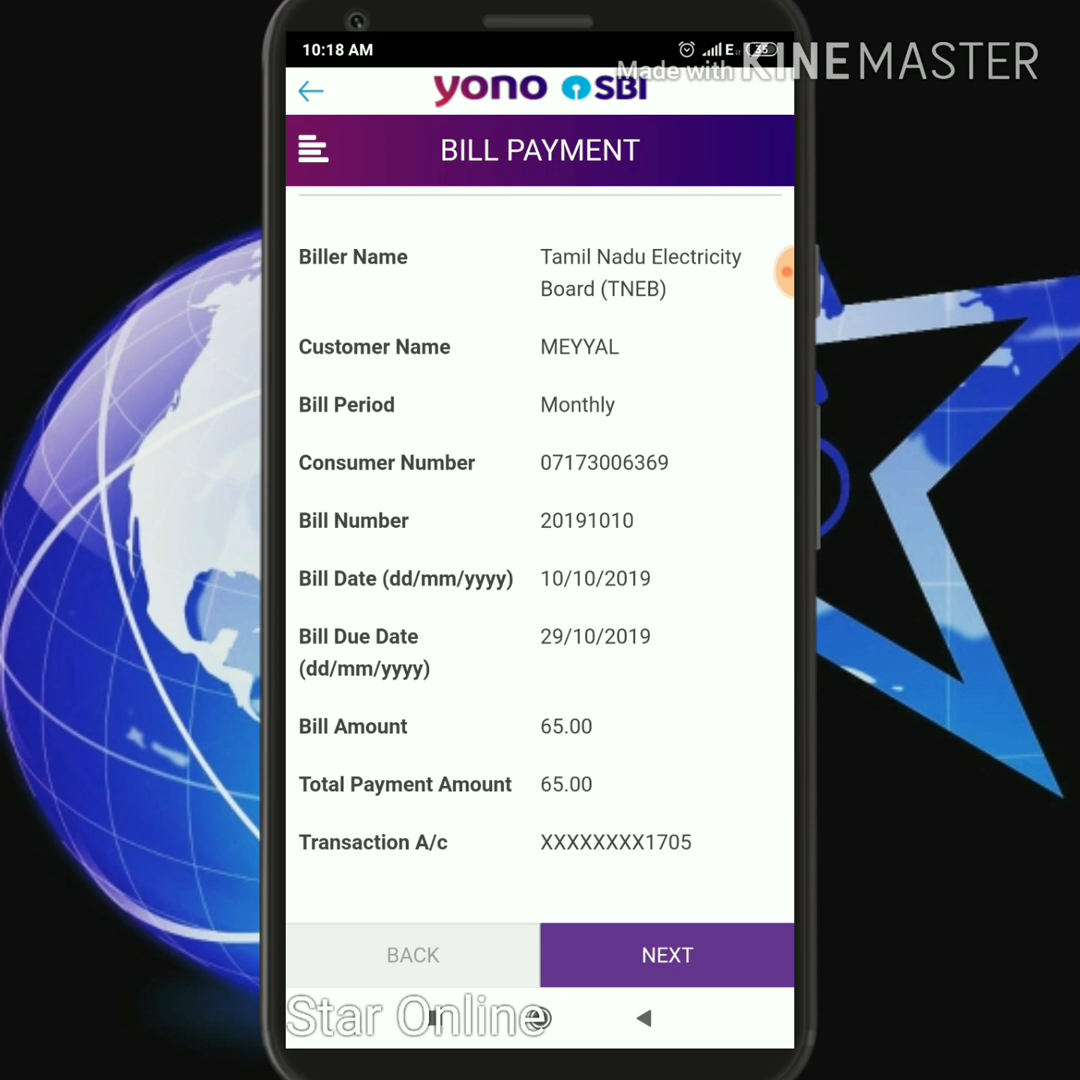 10:18 AM
E
35
Made with KINEMASTER
yono SBI
BILL PAYMENT
Biller Name
Tamil Nadu Electricity
Board (TNEB)
Customer Name
MEYYAL
Bill Period
Monthly
Consumer Number
07173006369
Bill Number
20191010
Bill Date (dd/mm/yyyy)
10/10/2019
Bill Due Date
(dd/mm/yyyy)
29/10/2019
Bill Amount
65.00
Total Payment Amount
65.00
Transaction A/c
XXXXXXXX1705
BACK
NEXT
Star Online